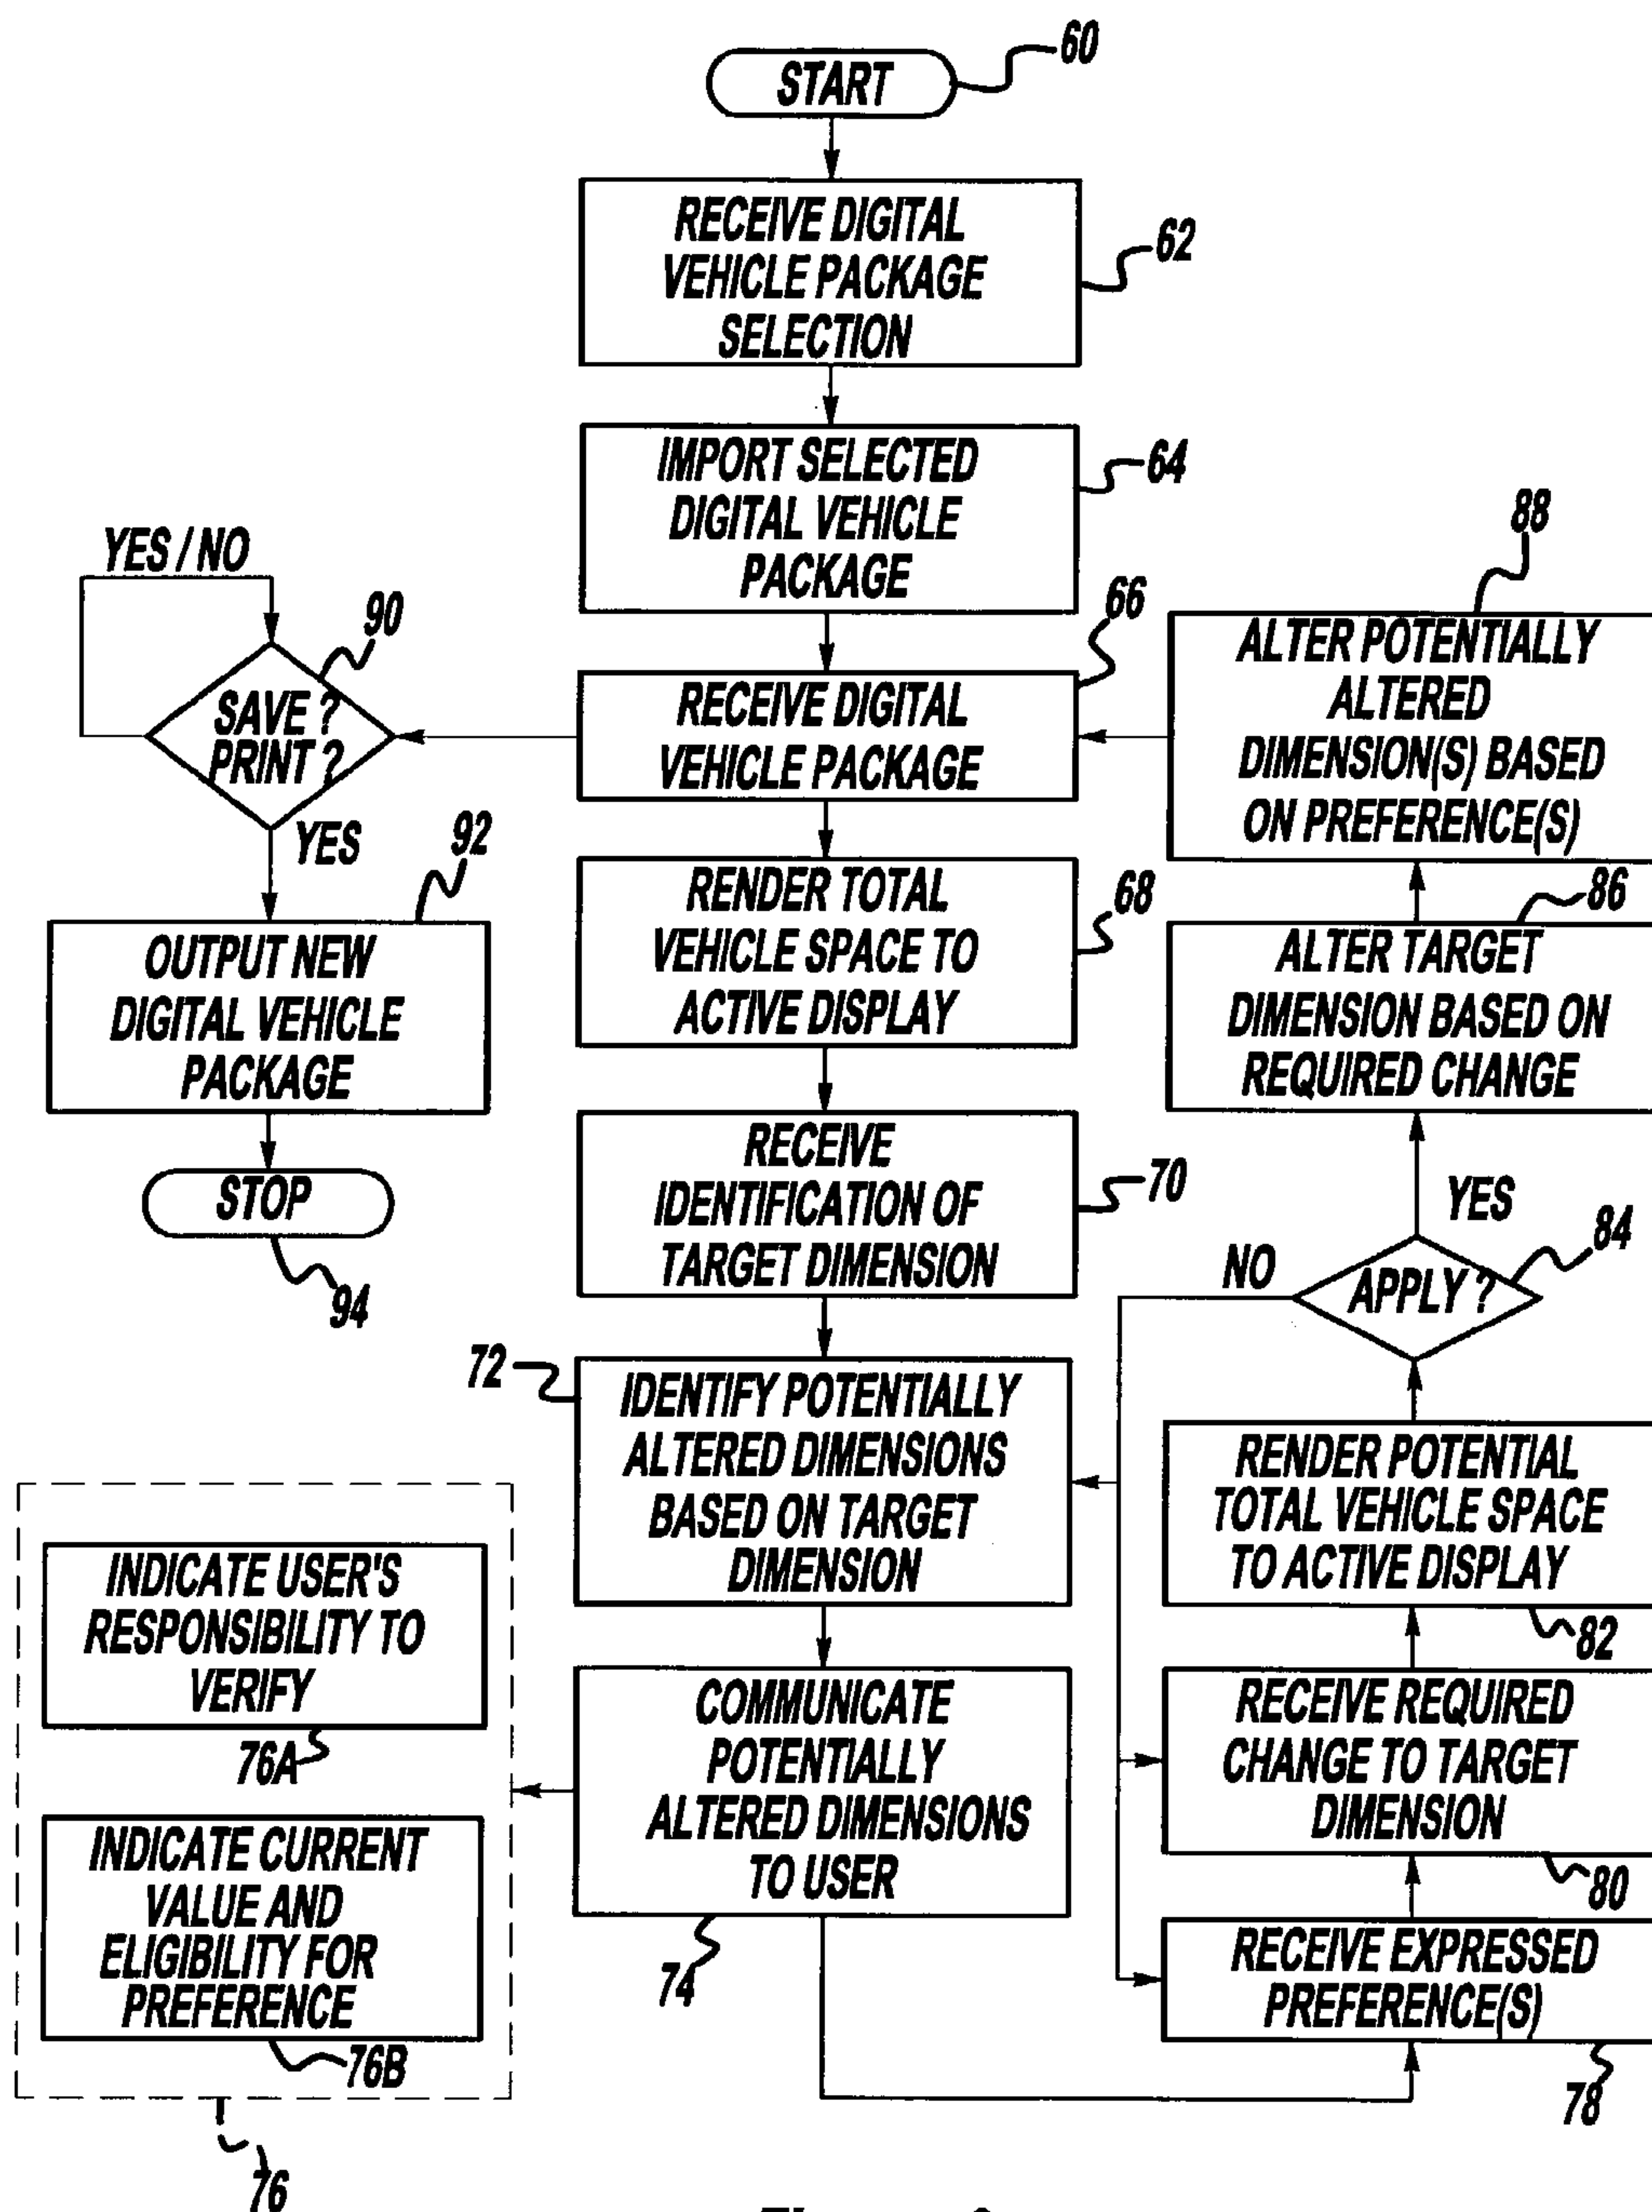 START
60
RECEIVE DIGITAL
VEHICLE PACKAGE
SELECTION
62
IMPORT SELECTED
DIGITAL VEHICLE
PACKAGE
64
RECEIVE DIGITAL
VEHICLE PACKAGE
66
YES / NO
90
SAVE ?
PRINT ?
YES
92
OUTPUT NEW
DIGITAL VEHICLE
PACKAGE
STOP
94
RENDER TOTAL
VEHICLE SPACE TO
ACTIVE DISPLAY
68
RECEIVE
IDENTIFICATION OF
TARGET DIMENSION
70
72
IDENTIFY POTENTIALLY
ALTERED DIMENSIONS
BASED ON TARGET
DIMENSION
COMMUNICATE
POTENTIALLY
ALTERED DIMENSIONS
TO USER
74
INDICATE USER'S
RESPONSIBILITY TO
VERIFY
76A
INDICATE CURRENT
VALUE AND
ELIGIBILITY FOR
PREFERENCE
76B
76
88
ALTER POTENTIALLY
ALTERED
DIMENSION(S) BASED
ON PREFERENCE(S)
86
ALTER TARGET
DIMENSION BASED ON
REQUIRED CHANGE
YES
84
NO
APPLY ?
RENDER POTENTIAL
TOTAL VEHICLE SPACE
TO ACTIVE DISPLAY
82
RECEIVE REQUIRED
CHANGE TO TARGET
DIMENSION
80
RECEIVE EXPRESSED
PREFERENCE(S)
78